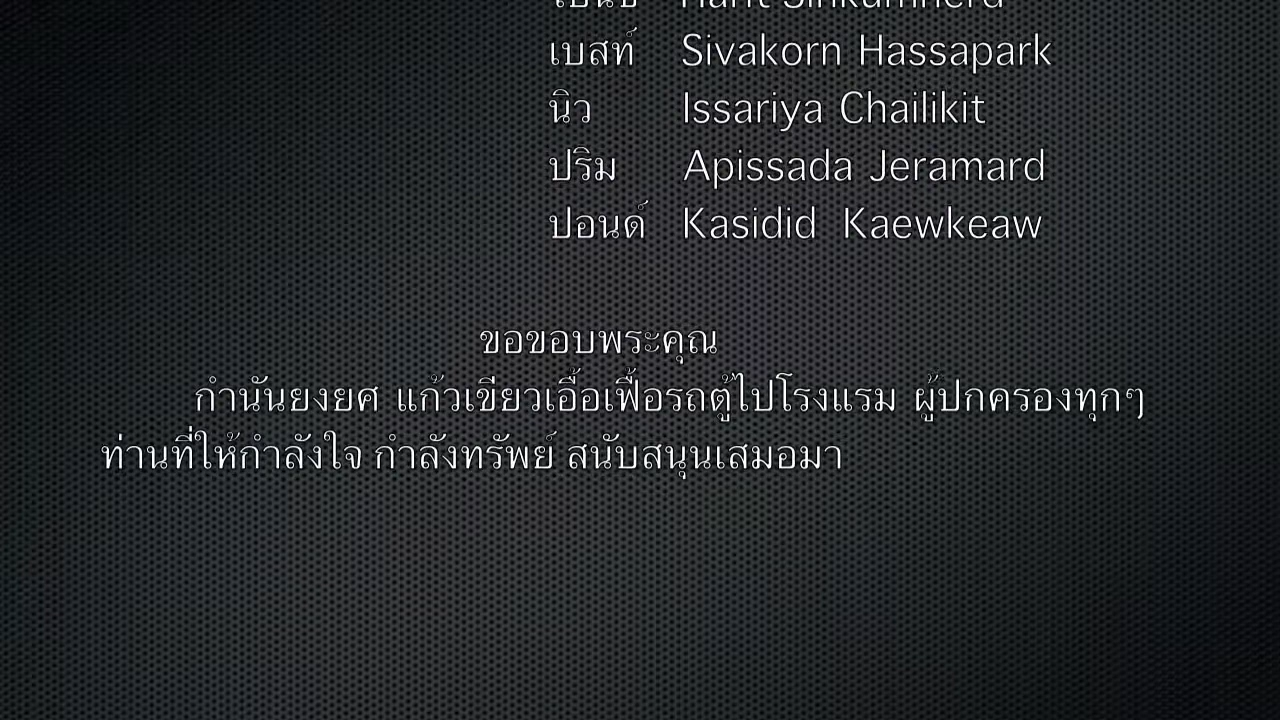 เบสท์ Sivakorn Hassapark
นิว Issariya Chailikit
ปริม Apissada Jeramard
ปอนด์ Kasidid Kaewkeaw
ขอขอบพระคุณ
กำนันยงยศ แก้วเขียวเอื้อเฟื้อรถตู้ไปโรงแรม ผู้ปกครองทุกๆ
ท่านที่ให้กำลังใจ กำลังทรัพย์ สนับสนุนเสมอมา